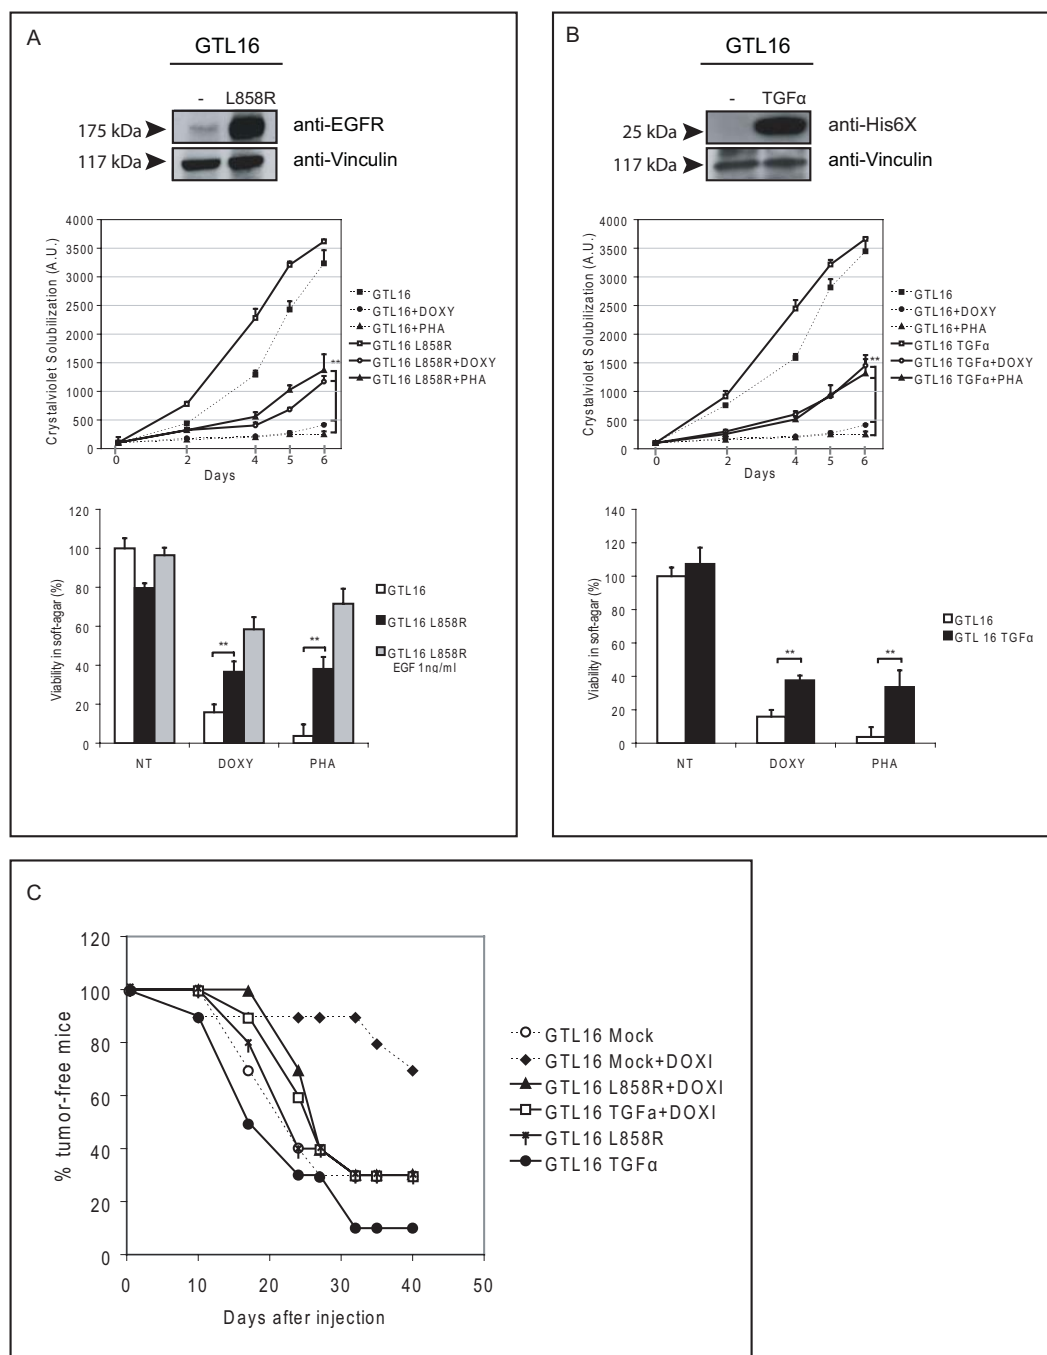 A
GTL16
- L858R
175 kDa
anti-EGFR
117 kDa
anti-Vinculin
4000
3500
3000
2500
2000
1500
1000
500
0
Crystalviolet Solubilization (A.U.)
**
0 2 4 5 6
Days
GTL16
GTL16+DOXY
GTL16+PHA
GTL16 L858R
GTL16 L858R+DOXY
GTL16 L858R+PHA
120
100
80
60
40
20
0
Viability in soft-agar (%)
** **
NT DOXY PHA
GTL16
GTL16 L858R
GTL16 L858R
EGF 1ng/ml
B
GTL16
- TGFα
25 kDa
anti-His6X
117 kDa
anti-Vinculin
4000
3500
3000
2500
2000
1500
1000
500
0
Crystalviolet Solubilization (A.U.)
**
0 2 4 5 6
Days
GTL16
GTL16+DOXY
GTL16+PHA
GTL16 TGFα
GTL16 TGFα+DOXY
GTL16 TGFα+PHA
140
120
100
80
60
40
20
0
Viability in soft-agar (%)
** **
NT DOXY PHA
GTL16
GTL 16 TGFα
C
120
100
80
60
40
20
0
% tumor-free mice
0 10 20 30 40 50
Days after injection
GTL16 Mock
GTL16 Mock+DOXI
GTL16 L858R+DOXI
GTL16 TGFa+DOXI
GTL16 L858R
GTL16 TGFα